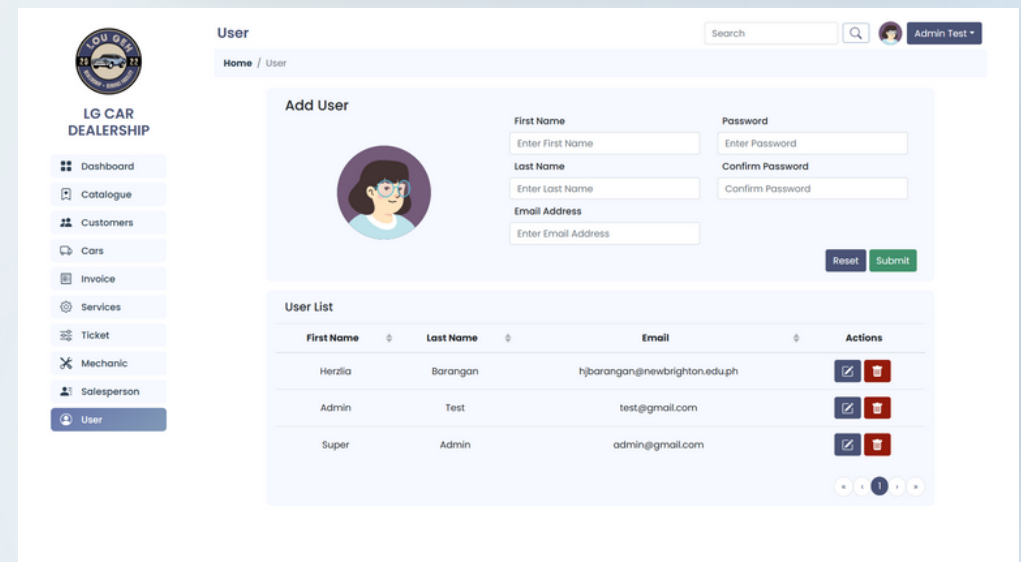 LOU GEH
20 22
LG CAR
DEALERSHIP
Dashboard
Catalogue
Customers
Cars
Invoice
Services
Ticket
Mechanic
Salesperson
User
User
Search
Admin Test
Home / User
Add User
First Name
Enter First Name
Last Name
Enter Last Name
Email Address
Enter Email Address
Password
Enter Password
Confirm Password
Confirm Password
Reset Submit
User List
First Name Last Name Email Actions
Herzlia Barangan hjbarangan@newbrighton.edu.ph
Admin Test test@gmail.com
Super Admin admin@gmail.com
« ‹ 1 › »